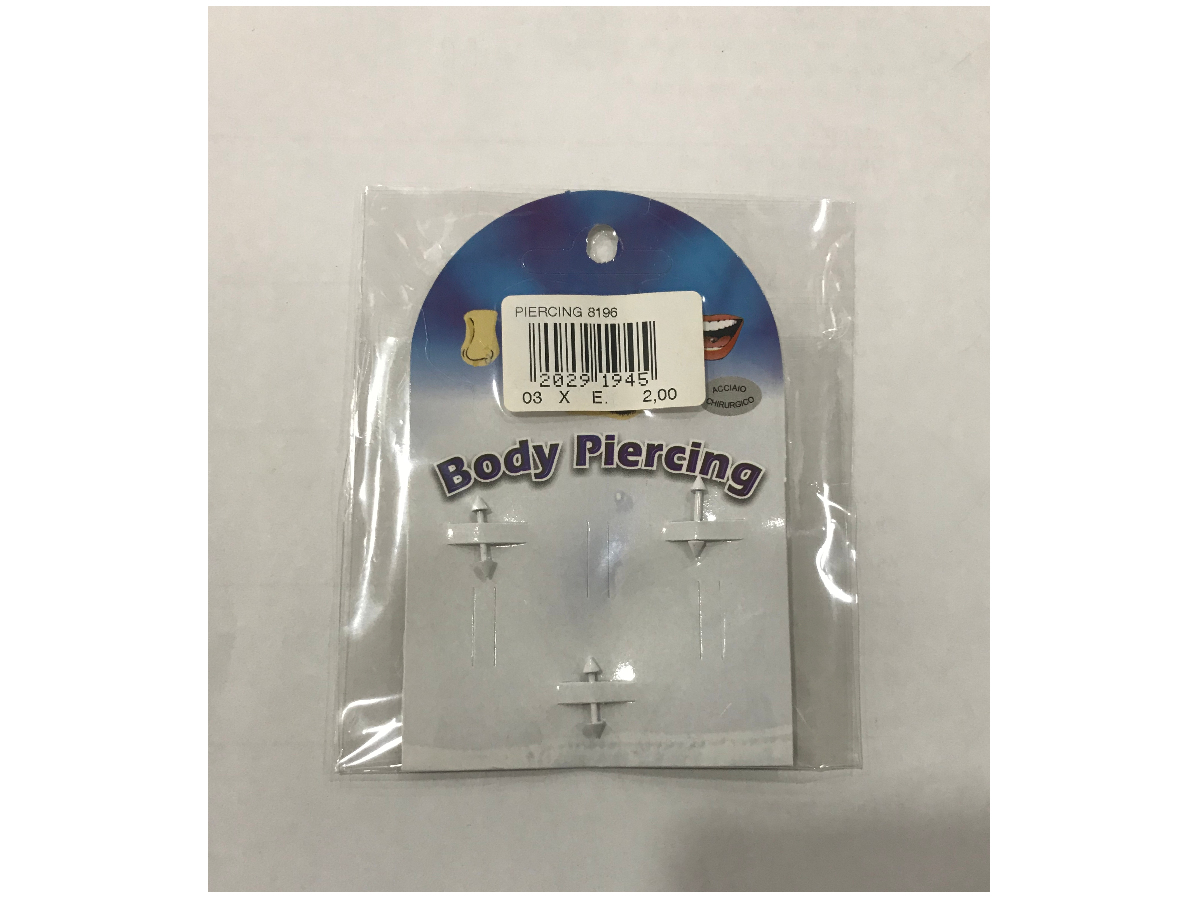 PIERCING 8196
2029 1945
03 X E. 2,00
ACCIAIO
CHIRURGICO
Body Piercing